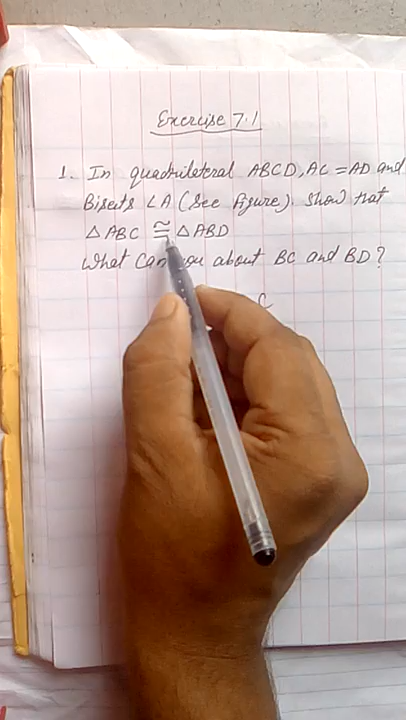 Exercise 7.1
1. In quadrilateral ABCD, AC = AD and
Bisects ∠A (See figure). Show that
△ ABC ≅ △ ABD
What can you about BC and BD?
C